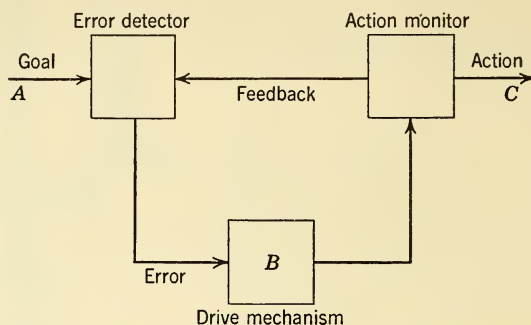 Error detector
Action monitor
Goal
A
Feedback
Action
C
Error
B
Drive mechanism